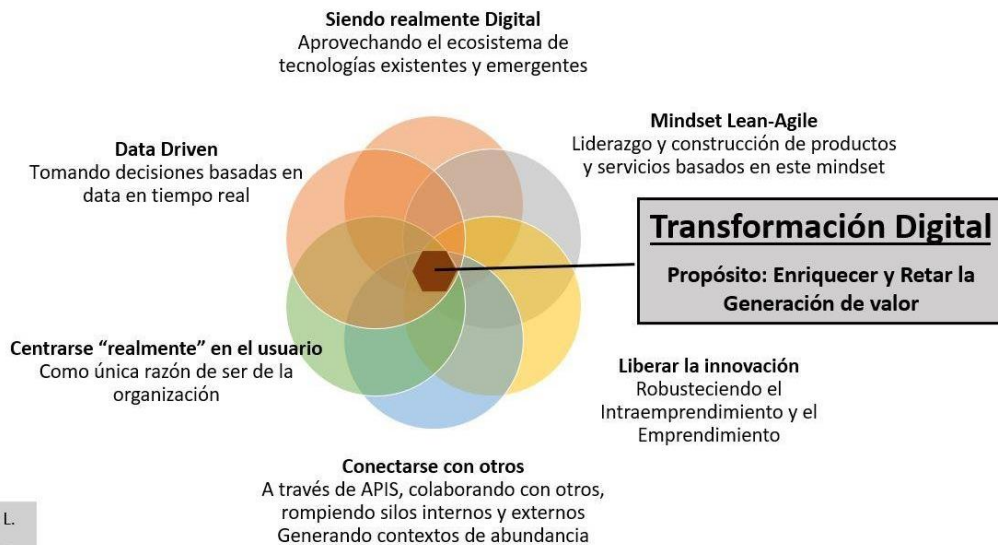 Siendo realmente Digital
Aprovechando el ecosistema de
tecnologías existentes y emergentes
Mindset Lean-Agile
Liderazgo y construcción de productos
y servicios basados en este mindset
Data Driven
Tomando decisiones basadas en
data en tiempo real
Transformación Digital
Propósito: Enriquecer y Retar la
Generación de valor
Centrarse “realmente” en el usuario
Como única razón de ser de la
organización
Liberar la innovación
Robusteciendo el
Intraemprendimiento y el
Emprendimiento
Conectarse con otros
A través de APIS, colaborando con otros,
rompiendo silos internos y externos
Generando contextos de abundancia
L.